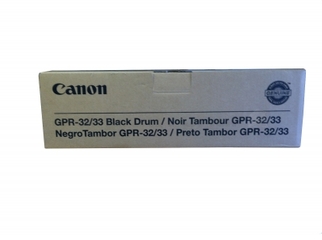 Canon
GPR-32/33 Black Drum / Noir Tambour GPR-32/33
NegroTambor GPR-32/33 / Preto Tambor GPR-32/33